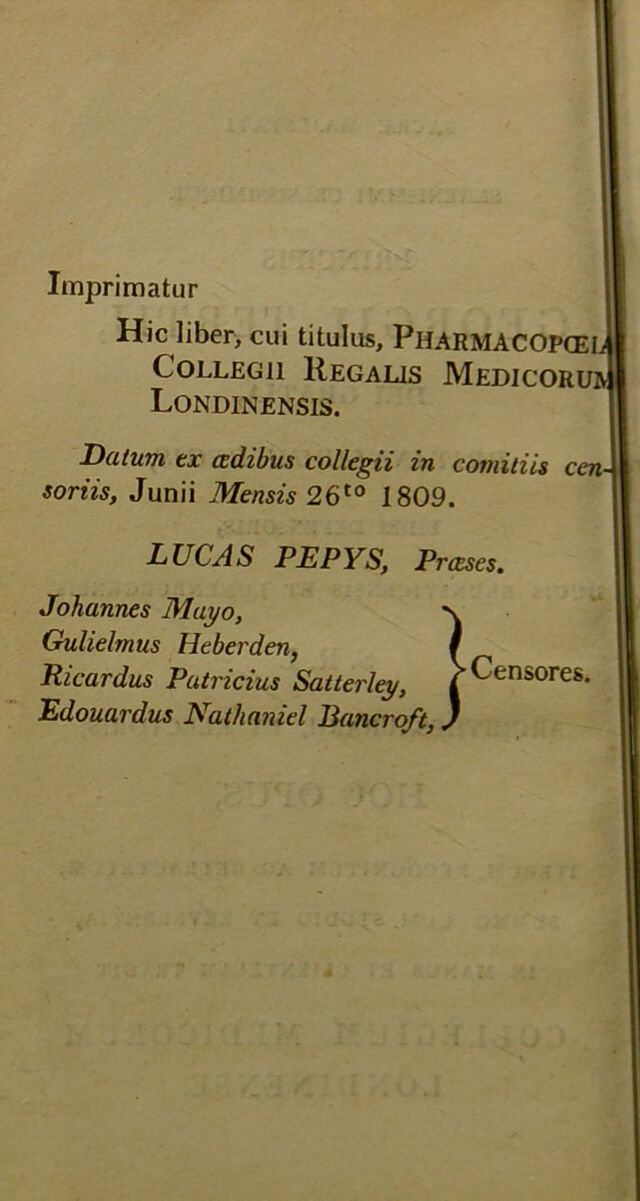 Imprimatur
Hic liber, cui titulus, PHARMACOPŒIA
COLLEGII REGALIS MEDICORUM
LONDINENSIS.
Datum ex ædibus collegii in comitiis cen-
soriis, Junii Mensis 26to 1809.
LUCAS PEPYS, Præses.
Johannes Mayo,
Gulielmus Heberden,
Ricardus Patricius Satterley,
Censores.
Edouardus Nathaniel Bancroft,